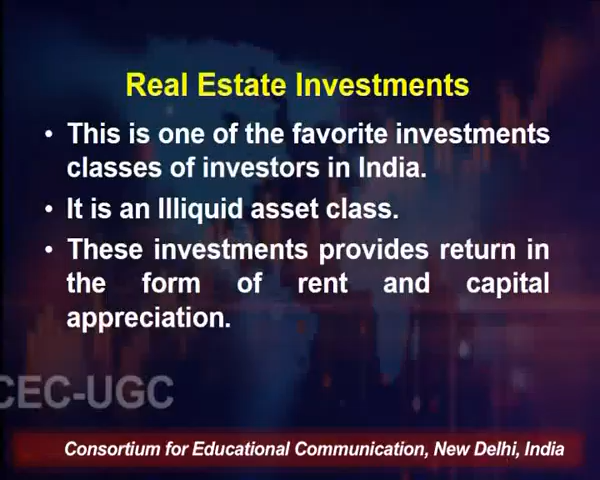 Real Estate Investments
• This is one of the favorite investments
classes of investors in India.
• It is an Illiquid asset class.
• These investments provides return in
the form of rent and capital
appreciation.
CEC-UGC
Consortium for Educational Communication, New Delhi, India